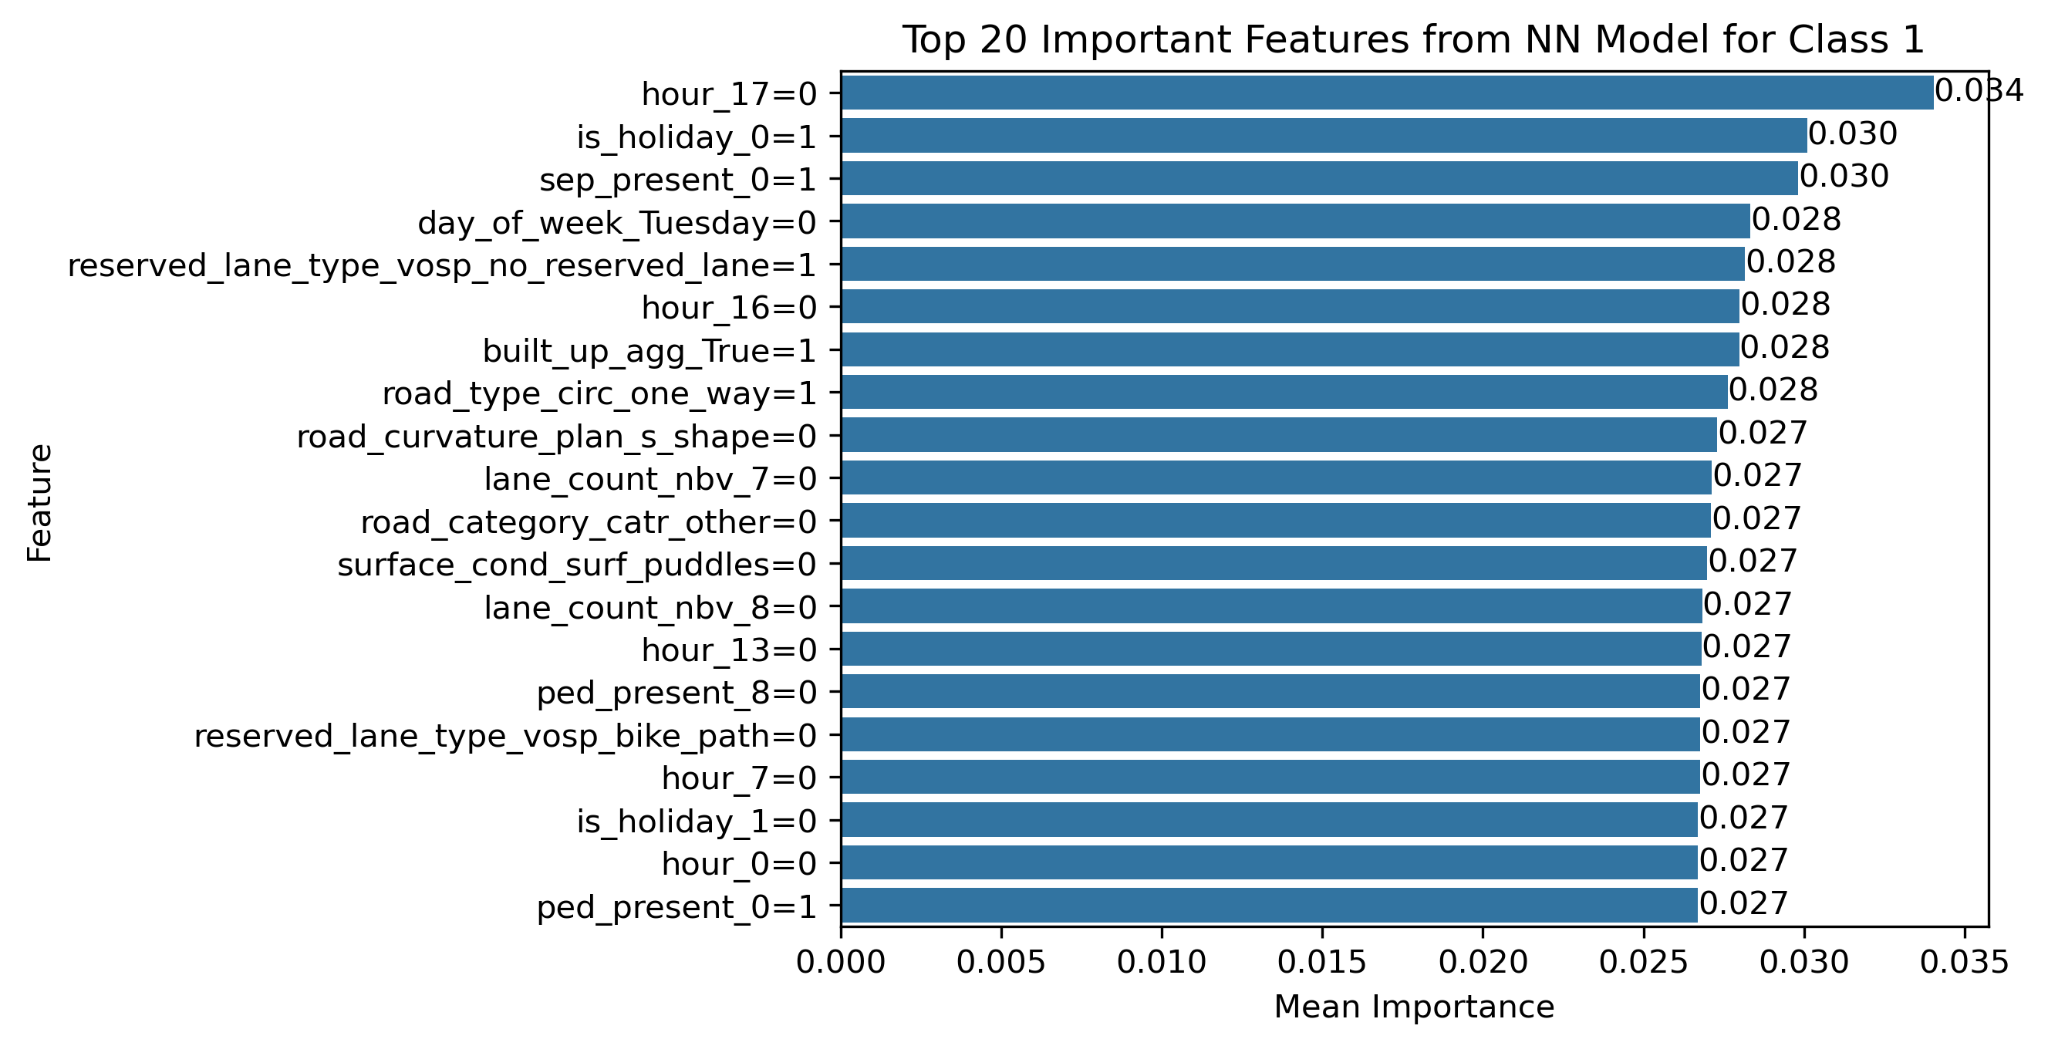 Top 20 Important Features from NN Model for Class 1
hour_17=0 0.034
is_holiday_0=1 0.030
sep_present_0=1 0.030
day_of_week_Tuesday=0 0.028
reserved_lane_type_vosp_no_reserved_lane=1 0.028
hour_16=0 0.028
built_up_agg_True=1 0.028
road_type_circ_one_way=1 0.028
road_curvature_plan_s_shape=0 0.027
lane_count_nbv_7=0 0.027
road_category_catr_other=0 0.027
surface_cond_surf_puddles=0 0.027
lane_count_nbv_8=0 0.027
hour_13=0 0.027
ped_present_8=0 0.027
reserved_lane_type_vosp_bike_path=0 0.027
hour_7=0 0.027
is_holiday_1=0 0.027
hour_0=0 0.027
ped_present_0=1 0.027
Feature
0.000 0.005 0.010 0.015 0.020 0.025 0.030 0.035
Mean Importance